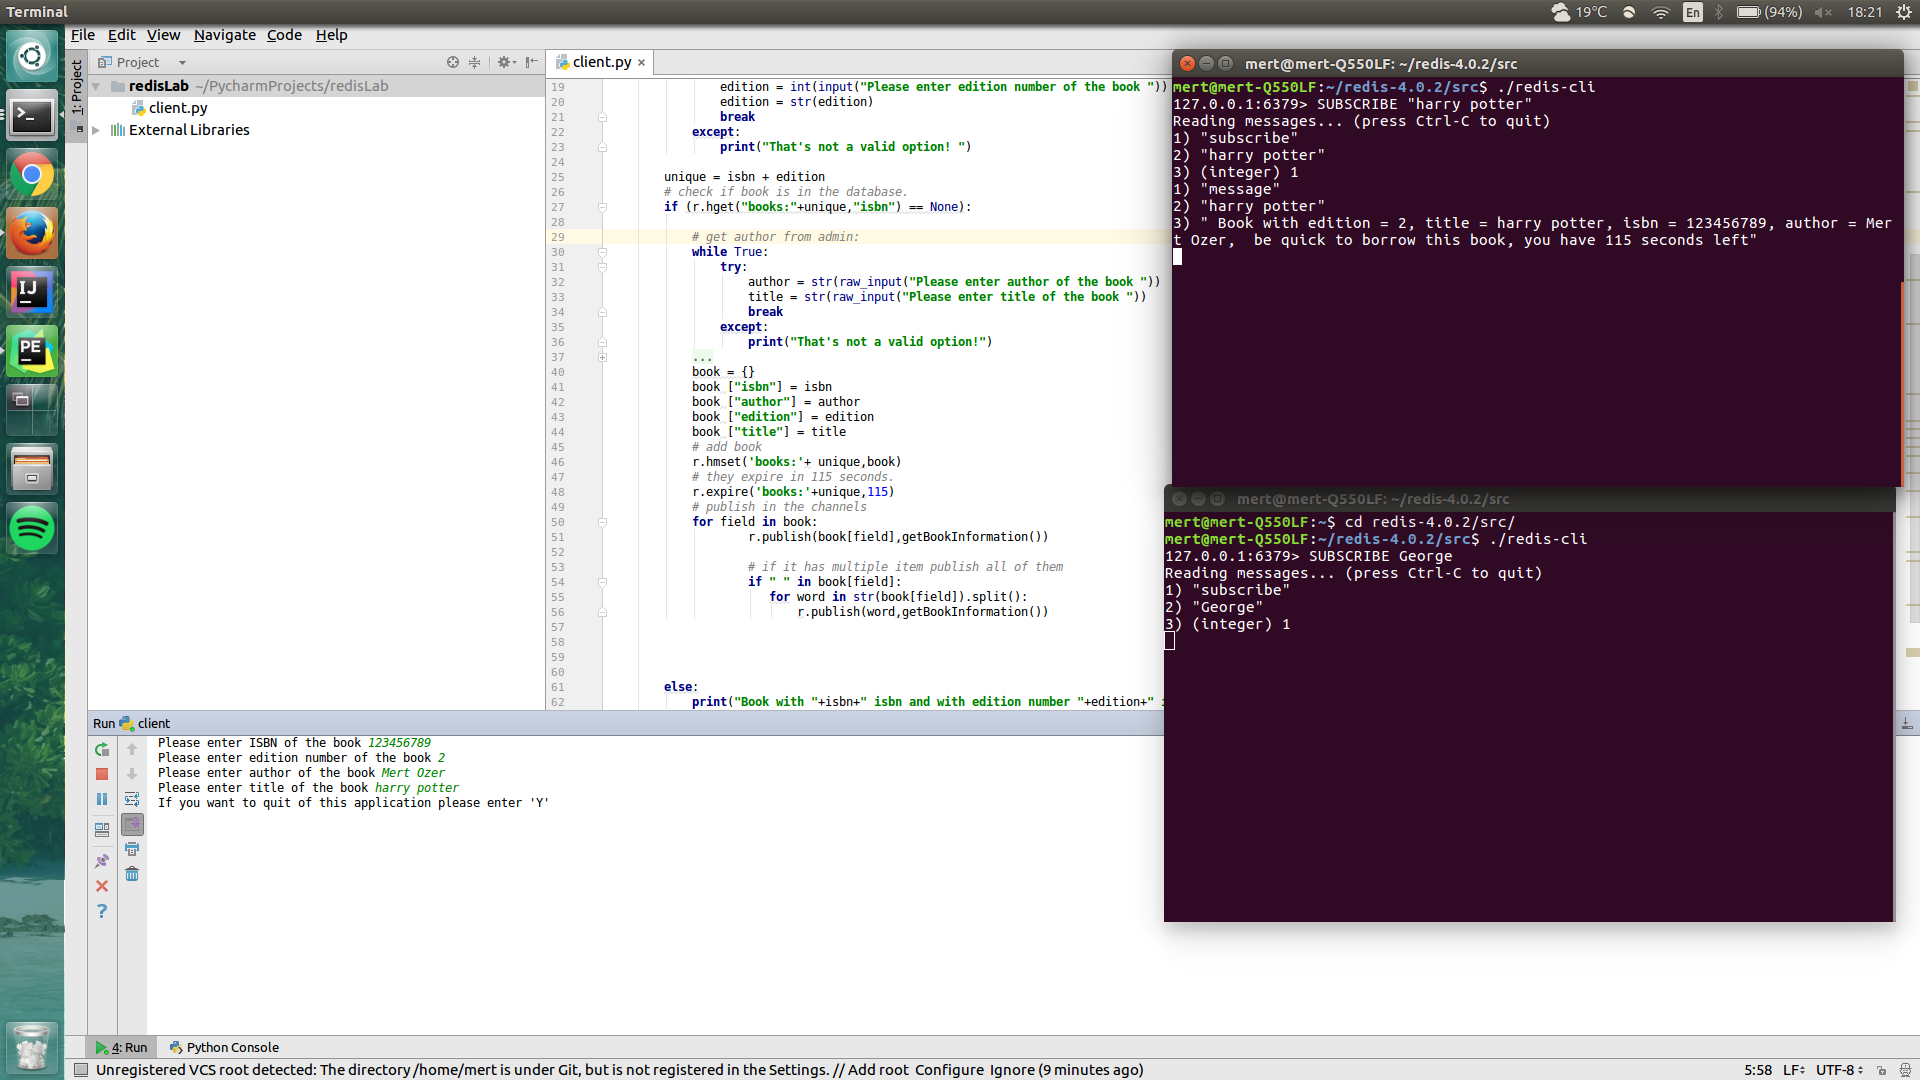 Terminal
19°C
En
(94%)
18:21
File Edit View Navigate Code Help
1: Project
Project
redisLab ~/PycharmProjects/redisLab
client.py
External Libraries
client.py
19 edition = int(input("Please enter edition number of the book "))
20 edition = str(edition)
21 break
22 except:
23 print("That's not a valid option! ")
24
25 unique = isbn + edition
26 # check if book is in the database.
27 if (r.hget("books:"+unique,"isbn") == None):
28
29 # get author from admin:
30 while True:
31 try:
32 author = str(raw_input("Please enter author of the book "))
33 title = str(raw_input("Please enter title of the book "))
34 break
35 except:
36 print("That's not a valid option!")
37 ...
40 book = {}
41 book ["isbn"] = isbn
42 book ["author"] = author
43 book ["edition"] = edition
44 book ["title"] = title
45 # add book
46 r.hmset('books:'+ unique,book)
47 # they expire in 115 seconds.
48 r.expire('books:'+unique,115)
49 # publish in the channels
50 for field in book:
51 r.publish(book[field],getBookInformation())
52
53 # if it has multiple item publish all of them
54 if " " in book[field]:
55 for word in str(book[field]).split():
56 r.publish(word,getBookInformation())
57
58
59
60
61 else:
62 print("Book with "+isbn+" isbn and with edition number "+edition+"
mert@mert-Q550LF: ~/redis-4.0.2/src
mert@mert-Q550LF:~/redis-4.0.2/src$ ./redis-cli
127.0.0.1:6379> SUBSCRIBE "harry potter"
Reading messages... (press Ctrl-C to quit)
1) "subscribe"
2) "harry potter"
3) (integer) 1
1) "message"
2) "harry potter"
3) " Book with edition = 2, title = harry potter, isbn = 123456789, author = Mer
t Ozer,  be quick to borrow this book, you have 115 seconds left"
mert@mert-Q550LF: ~/redis-4.0.2/src
mert@mert-Q550LF:~$ cd redis-4.0.2/src/
mert@mert-Q550LF:~/redis-4.0.2/src$ ./redis-cli
127.0.0.1:6379> SUBSCRIBE George
Reading messages... (press Ctrl-C to quit)
1) "subscribe"
2) "George"
3) (integer) 1
Run client
Please enter ISBN of the book 123456789
Please enter edition number of the book 2
Please enter author of the book Mert Ozer
Please enter title of the book harry potter
If you want to quit of this application please enter 'Y'
4: Run
Python Console
Unregistered VCS root detected: The directory /home/mert is under Git, but is not registered in the Settings. // Add root Configure Ignore (9 minutes ago)
5:58 LF UTF-8
IJ
PE